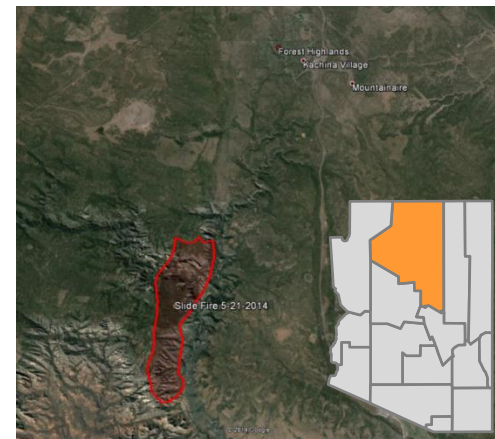 Forest Highlands
Kachina Village
Mountainaire
Slide Fire 5-21-2014